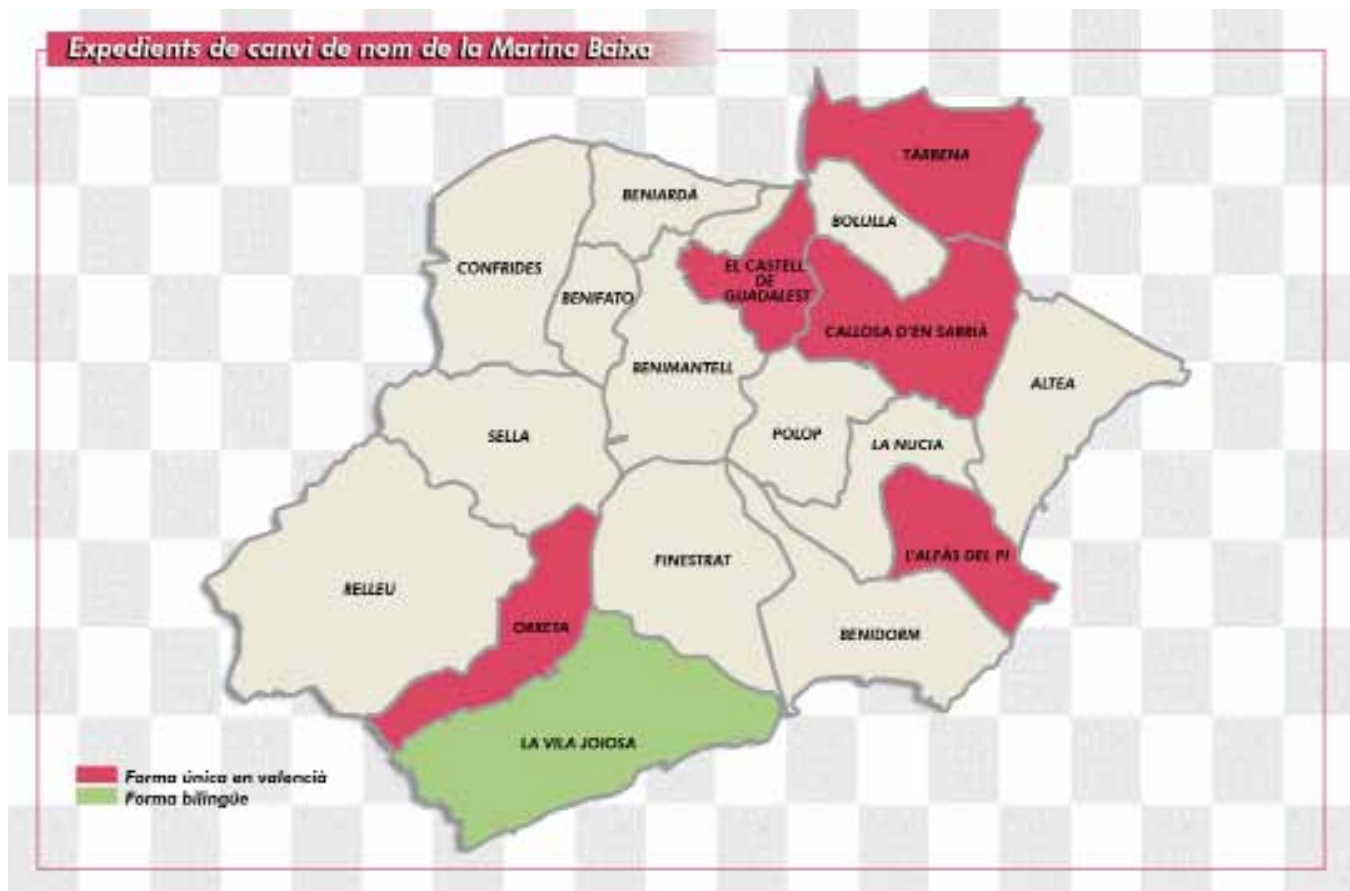 Expedients de canvi de nom de la Marina Baixa
TÀRBENA
BENIARDA
BOLULLA
CONFRIDES
EL CASTELL
DE
GUADALEST
BENIFATO
CALLOSA D'EN SARRIÀ
BENIMANTELL
ALTEA
SELLA
POLOP
LA NUCIA
FINESTRAT
L'ALFÀS DEL PI
RELLEU
ORXETA
BENIDORM
LA VILA JOIOSA
Forma única en valencià
Forma bilingüe